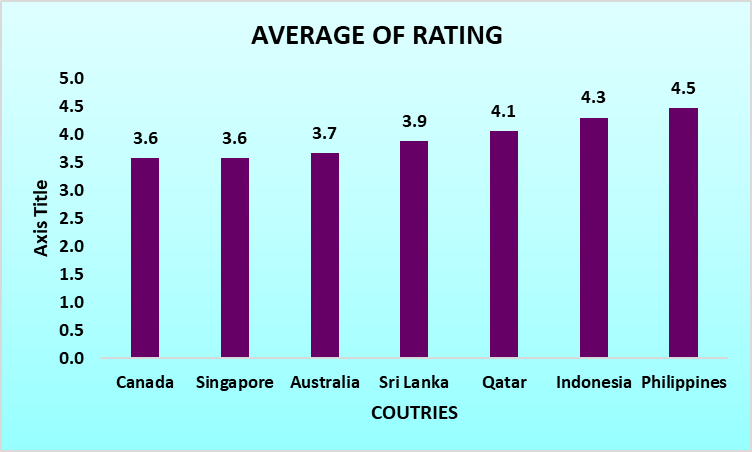 AVERAGE OF RATING
5.0
4.5
4.0
3.5
3.0
2.5
2.0
1.5
1.0
0.5
0.0
Axis Title
3.6 3.6 3.7 3.9 4.1 4.3 4.5
Canada Singapore Australia Sri Lanka Qatar Indonesia Philippines
COUTRIES